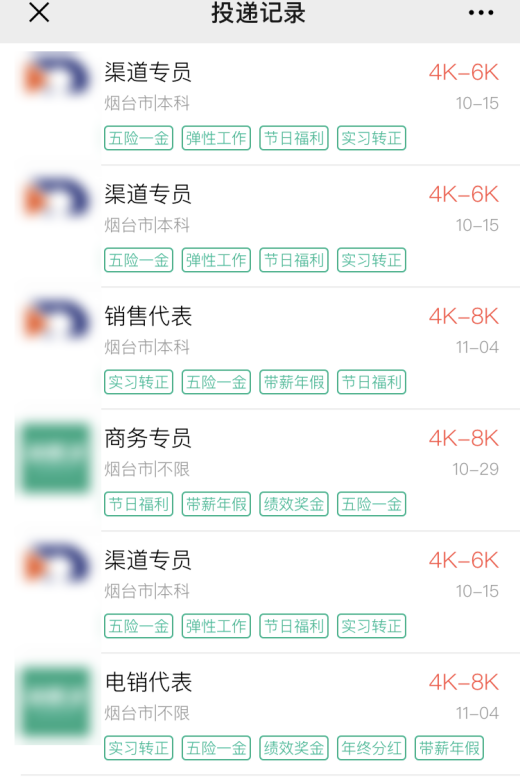 投递记录
渠道专员 4K-6K
烟台市|本科 10-15
五险一金 弹性工作 节日福利 实习转正
渠道专员 4K-6K
烟台市|本科 10-15
五险一金 弹性工作 节日福利 实习转正
销售代表 4K-8K
烟台市|本科 11-04
实习转正 五险一金 带薪年假 节日福利
商务专员 4K-8K
烟台市|不限 10-29
节日福利 带薪年假 绩效奖金 五险一金
渠道专员 4K-6K
烟台市|本科 10-15
五险一金 弹性工作 节日福利 实习转正
电销代表 4K-8K
烟台市|不限 11-04
实习转正 五险一金 绩效奖金 年终分红 带薪年假